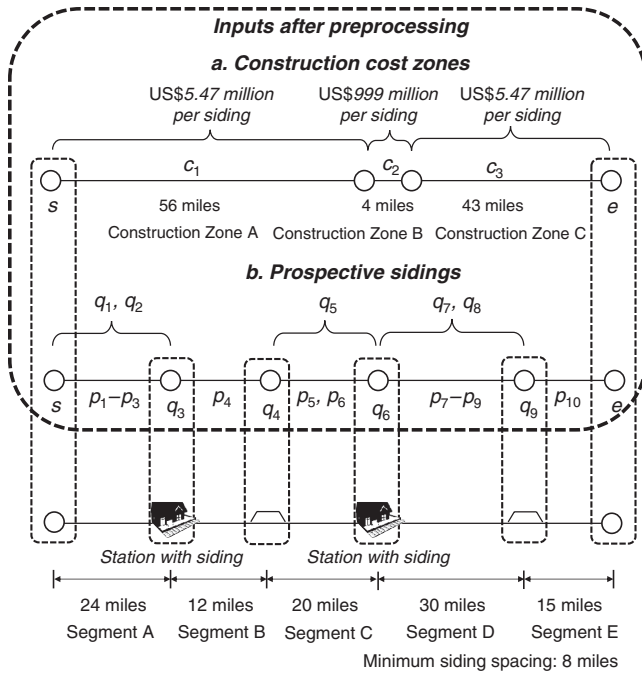 Inputs after preprocessing
a. Construction cost zones
US$5.47 million per siding
US$999 million per siding
US$5.47 million per siding
c1 c2 c3
s e
56 miles 4 miles 43 miles
Construction Zone A Construction Zone B Construction Zone C
b. Prospective sidings
q1, q2 q5 q7, q8
s p1–p3 q3 p4 q4 p5, p6 q6 p7–p9 q9 p10 e
Station with siding Station with siding
24 miles 12 miles 20 miles 30 miles 15 miles
Segment A Segment B Segment C Segment D Segment E
Minimum siding spacing: 8 miles